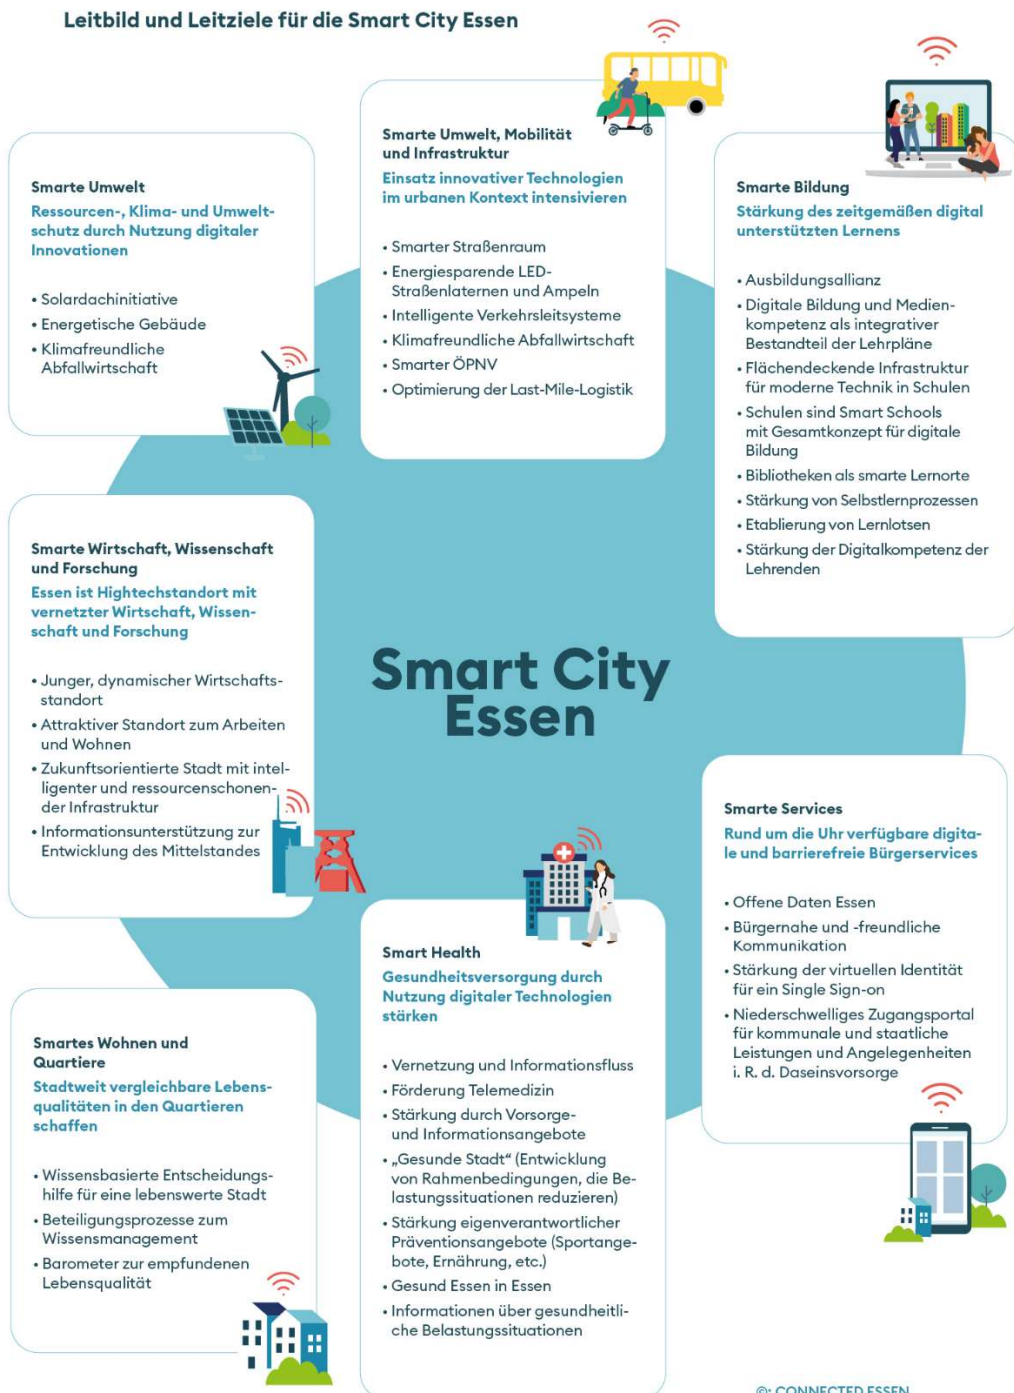 Leitbild und Leitziele für die Smart City Essen
Smarte Umwelt
Ressourcen-, Klima- und Umwelt-
schutz durch Nutzung digitaler
Innovationen
• Solardachinitiative
• Energetische Gebäude
• Klimafreundliche
Abfallwirtschaft
Smarte Umwelt, Mobilität
und Infrastruktur
Einsatz innovativer Technologien
im urbanen Kontext intensivieren
• Smarter Straßenraum
• Energiesparende LED-
Straßenlaternen und Ampeln
• Intelligente Verkehrsleitsysteme
• Klimafreundliche Abfallwirtschaft
• Smarter ÖPNV
• Optimierung der Last-Mile-Logistik
Smarte Bildung
Stärkung des zeitgemäßen digital
unterstützten Lernens
• Ausbildungsallianz
• Digitale Bildung und Medien-
kompetenz als integrativer
Bestandteil der Lehrpläne
• Flächendeckende Infrastruktur
für moderne Technik in Schulen
• Schulen sind Smart Schools
mit Gesamtkonzept für digitale
Bildung
• Bibliotheken als smarte Lernorte
• Stärkung von Selbstlernprozessen
• Etablierung von Lernlotsen
• Stärkung der Digitalkompetenz der
Lehrenden
Smarte Wirtschaft, Wissenschaft
und Forschung
Essen ist Hightechstandort mit
vernetzter Wirtschaft, Wissen-
schaft und Forschung
• Junger, dynamischer Wirtschafts-
standort
• Attraktiver Standort zum Arbeiten
und Wohnen
• Zukunftsorientierte Stadt mit intel-
ligenter und ressourcenschonen-
der Infrastruktur
• Informationsunterstützung zur
Entwicklung des Mittelstandes
Smart City
Essen
Smarte Services
Rund um die Uhr verfügbare digita-
le und barrierefreie Bürgerservices
• Offene Daten Essen
• Bürgernahe und -freundliche
Kommunikation
• Stärkung der virtuellen Identität
für ein Single Sign-on
• Niederschwelliges Zugangsportal
für kommunale und staatliche
Leistungen und Angelegenheiten
i. R. d. Daseinsvorsorge
Smartes Wohnen und
Quartiere
Stadtweit vergleichbare Lebens-
qualitäten in den Quartieren
schaffen
• Wissensbasierte Entscheidungs-
hilfe für eine lebenswerte Stadt
• Beteiligungsprozesse zum
Wissensmanagement
• Barometer zur empfundenen
Lebensqualität
Smart Health
Gesundheitsversorgung durch
Nutzung digitaler Technologien
stärken
• Vernetzung und Informationsfluss
• Förderung Telemedizin
• Stärkung durch Vorsorge-
und Informationsangebote
• „Gesunde Stadt“ (Entwicklung
von Rahmenbedingungen, die Be-
lastungssituationen reduzieren)
• Stärkung eigenverantwortlicher
Präventionsangebote (Sportange-
bote, Ernährung, etc.)
• Gesund Essen in Essen
• Informationen über gesundheitli-
che Belastungssituationen
©: CONNECTED ESSEN